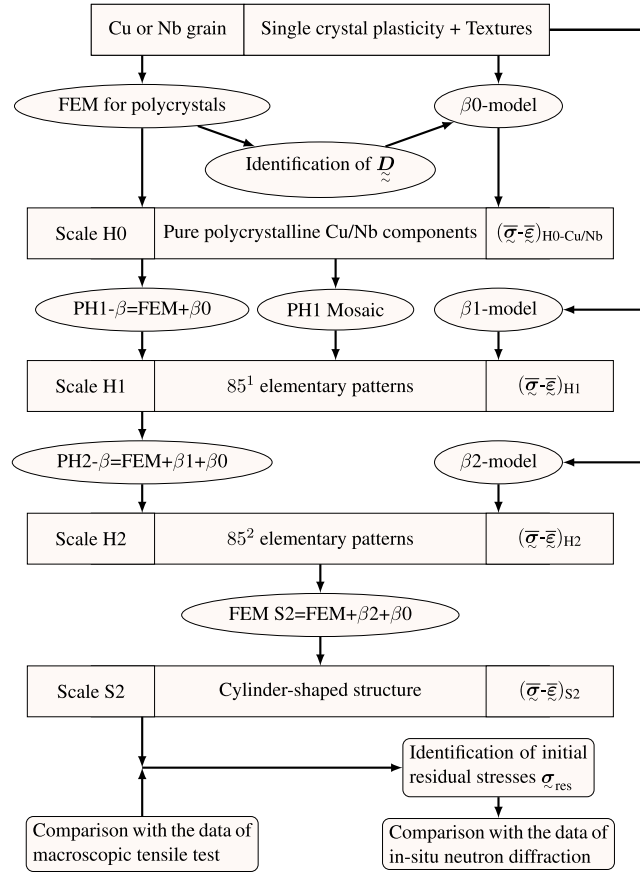 Cu or Nb grain Single crystal plasticity + Textures
FEM for polycrystals β0-model
Identification of D̰̰
Scale H0 Pure polycrystalline Cu/Nb components (σ̰̅-ε̰̅)H0-Cu/Nb
PH1-β=FEM+β0 PH1 Mosaic β1-model
Scale H1 85¹ elementary patterns (σ̰̅-ε̰̅)H1
PH2-β=FEM+β1+β0 β2-model
Scale H2 85² elementary patterns (σ̰̅-ε̰̅)H2
FEM S2=FEM+β2+β0
Scale S2 Cylinder-shaped structure (σ̰̅-ε̰̅)S2
Identification of initial
residual stresses σ̰res
Comparison with the data of
macroscopic tensile test
Comparison with the data of
in-situ neutron diffraction